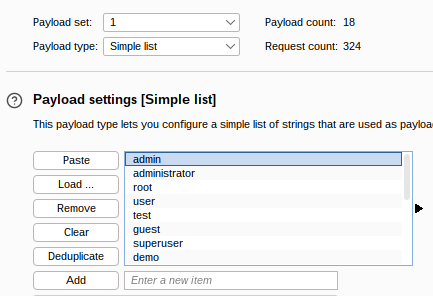 Payload set: 1 Payload count: 18
Payload type: Simple list Request count: 324
Payload settings [Simple list]
This payload type lets you configure a simple list of strings that are used as
Paste
Load ...
Remove
Clear
Deduplicate
Add
admin
administrator
root
user
test
guest
superuser
demo
Enter a new item